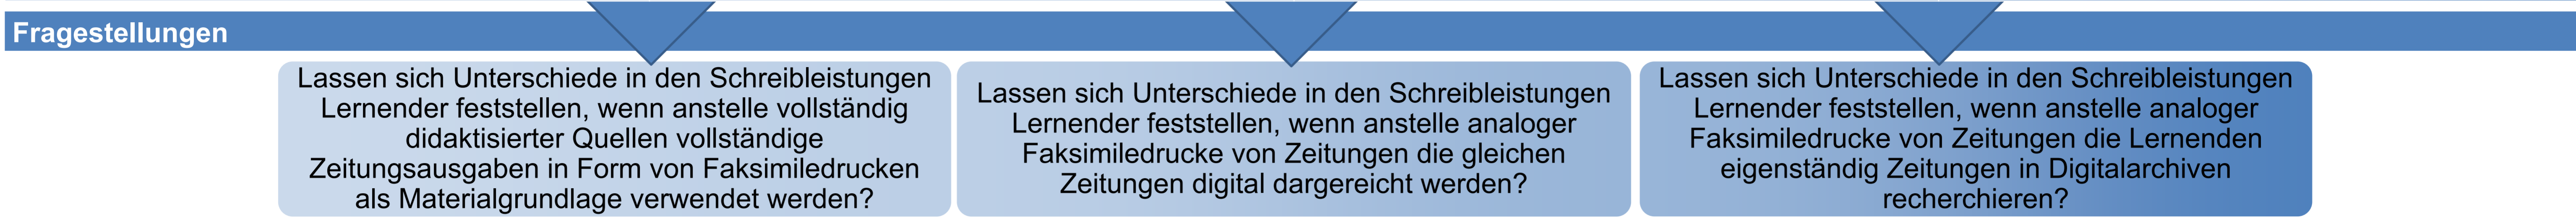 Fragestellungen
Lassen sich Unterschiede in den Schreibleistungen
Lernender feststellen, wenn anstelle vollständig
didaktisierter Quellen vollständige
Zeitungsausgaben in Form von Faksimiledrucken
als Materialgrundlage verwendet werden?
Lassen sich Unterschiede in den Schreibleistungen
Lernender feststellen, wenn anstelle analoger
Faksimiledrucke von Zeitungen die gleichen
Zeitungen digital dargereicht werden?
Lassen sich Unterschiede in den Schreibleistungen
Lernender feststellen, wenn anstelle analoger
Faksimiledrucke von Zeitungen die Lernenden
eigenständig Zeitungen in Digitalarchiven
recherchieren?